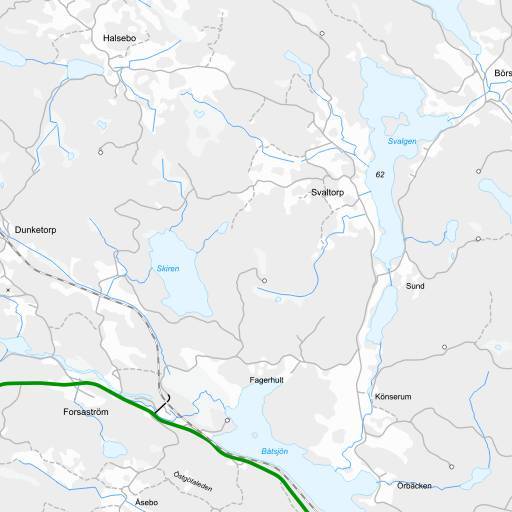 Halsebo
Börs
Svalgen
62
Svaltorp
Dunketorp
Skiren
Sund
Fagerhult
Könserum
Forsaström
Båtsjön
Östgötaleden
Örbäcken
Åsebo